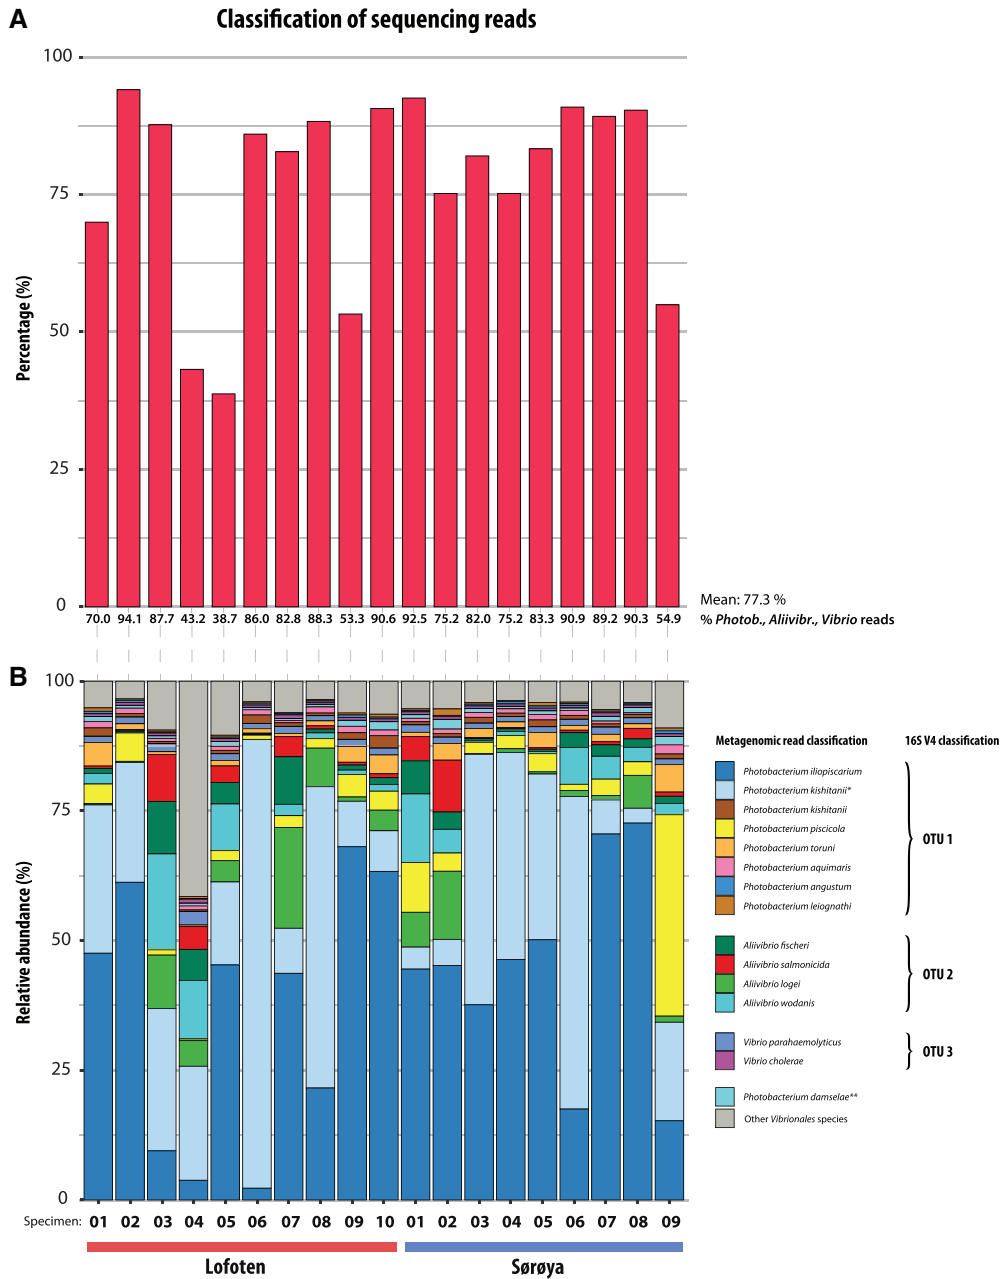 A
Classification of sequencing reads
100
75
50
25
0
Percentage (%)
70.0 94.1 87.7 43.2 38.7 86.0 82.8 88.3 53.3 90.6 92.5 75.2 82.0 75.2 83.3 90.9 89.2 90.3 54.9
Mean: 77.3 %
% Photob., Aliivibr., Vibrio reads
B
100
75
50
25
0
Relative abundance (%)
Metagenomic read classification 16S V4 classification
Photobacterium iliopiscarium
Photobacterium kishitanii*
Photobacterium kishitanii
Photobacterium piscicola
Photobacterium toruni
Photobacterium aquimaris
Photobacterium angustum
Photobacterium leiognathi
OTU 1
Aliivibrio fischeri
Aliivibrio salmonicida
Aliivibrio logei
Aliivibrio wodanis
OTU 2
Vibrio parahaemolyticus
Vibrio cholerae
OTU 3
Photobacterium damselae**
Other Vibrionales species
Specimen: 01 02 03 04 05 06 07 08 09 10 01 02 03 04 05 06 07 08 09
Lofoten Sørøya